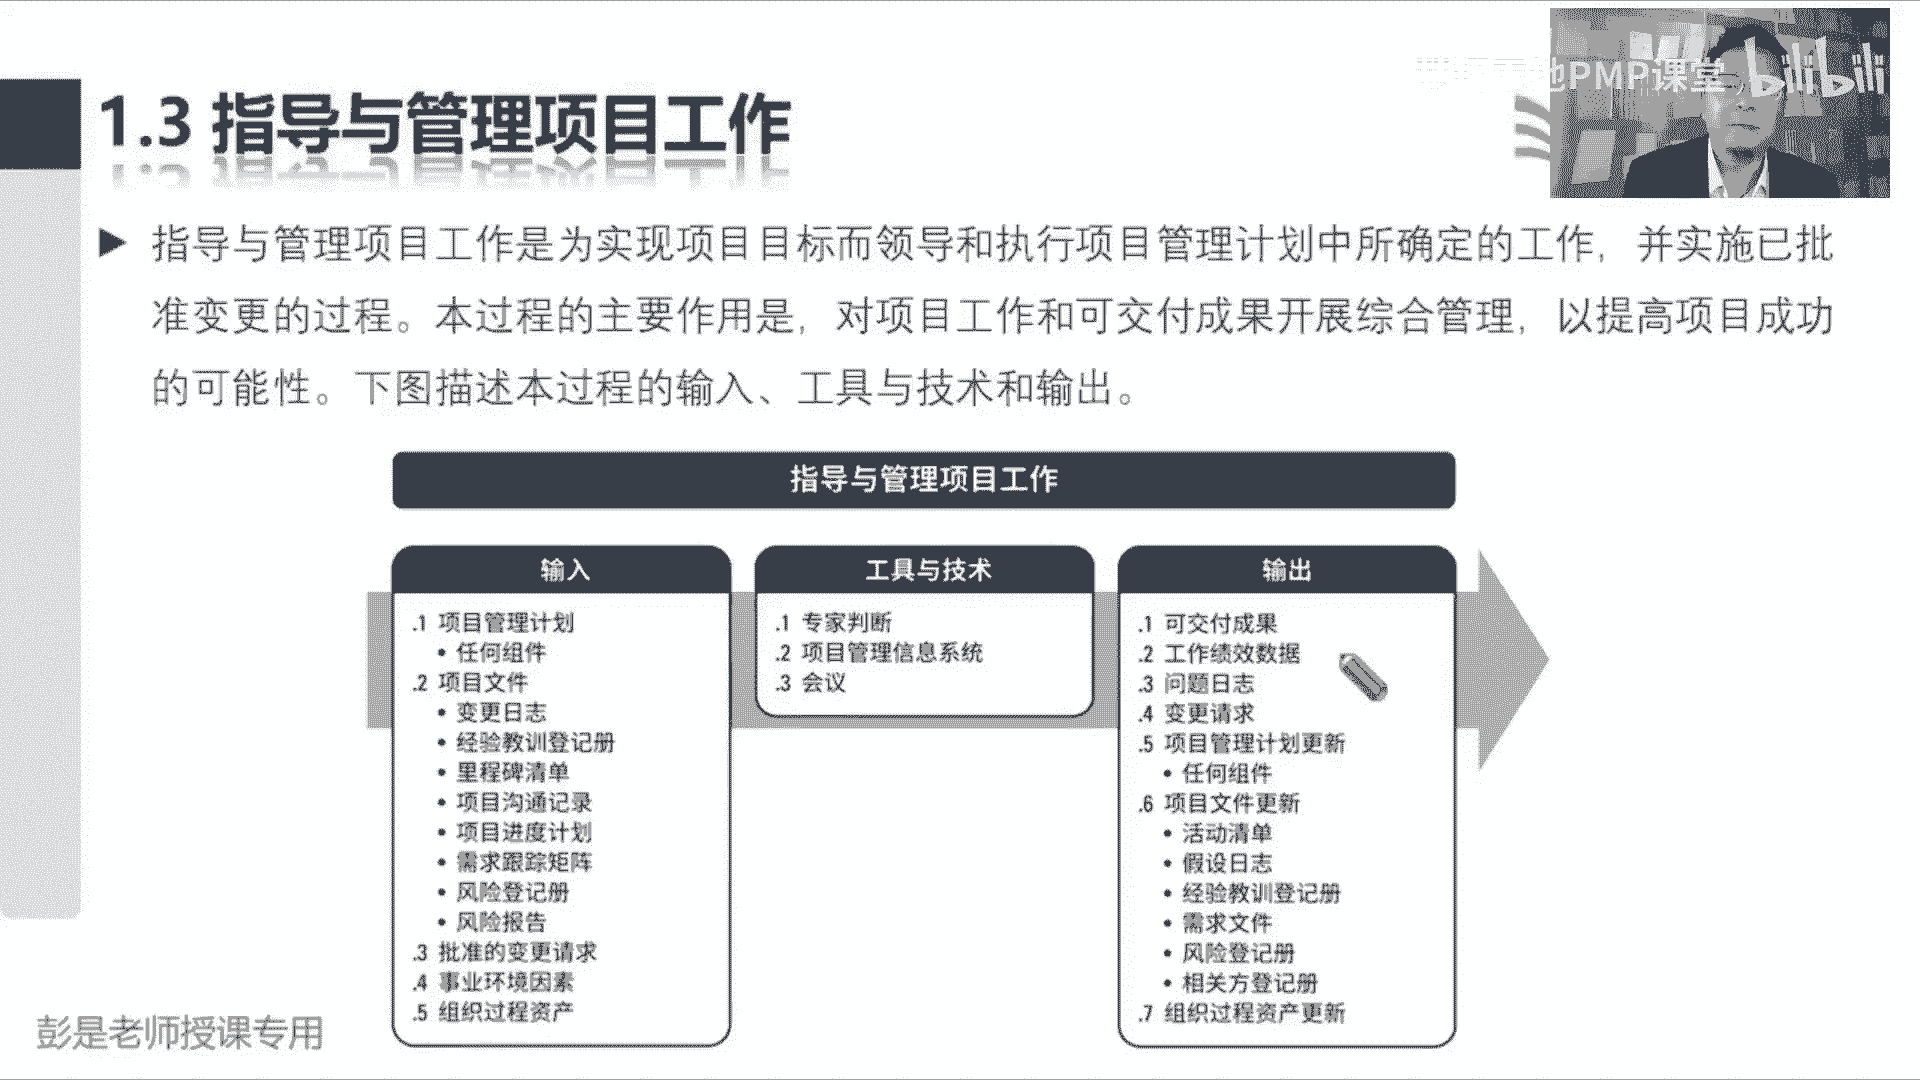 地PMP课堂
bilibili
1.3 指导与管理项目工作
指导与管理项目工作是为实现项目目标而领导和执行项目管理计划中所确定的工作，并实施已批
准变更的过程。本过程的主要作用是，对项目工作和可交付成果开展综合管理，以提高项目成功
的可能性。下图描述本过程的输入、工具与技术和输出。
指导与管理项目工作
输入
.1 项目管理计划
• 任何组件
.2 项目文件
• 变更日志
• 经验教训登记册
• 里程碑清单
• 项目沟通记录
• 项目进度计划
• 需求跟踪矩阵
• 风险登记册
• 风险报告
.3 批准的变更请求
.4 事业环境因素
.5 组织过程资产
工具与技术
.1 专家判断
.2 项目管理信息系统
.3 会议
输出
.1 可交付成果
.2 工作绩效数据
.3 问题日志
.4 变更请求
.5 项目管理计划更新
• 任何组件
.6 项目文件更新
• 活动清单
• 假设日志
• 经验教训登记册
• 需求文件
• 风险登记册
• 相关方登记册
.7 组织过程资产更新
彭是老师授课专用